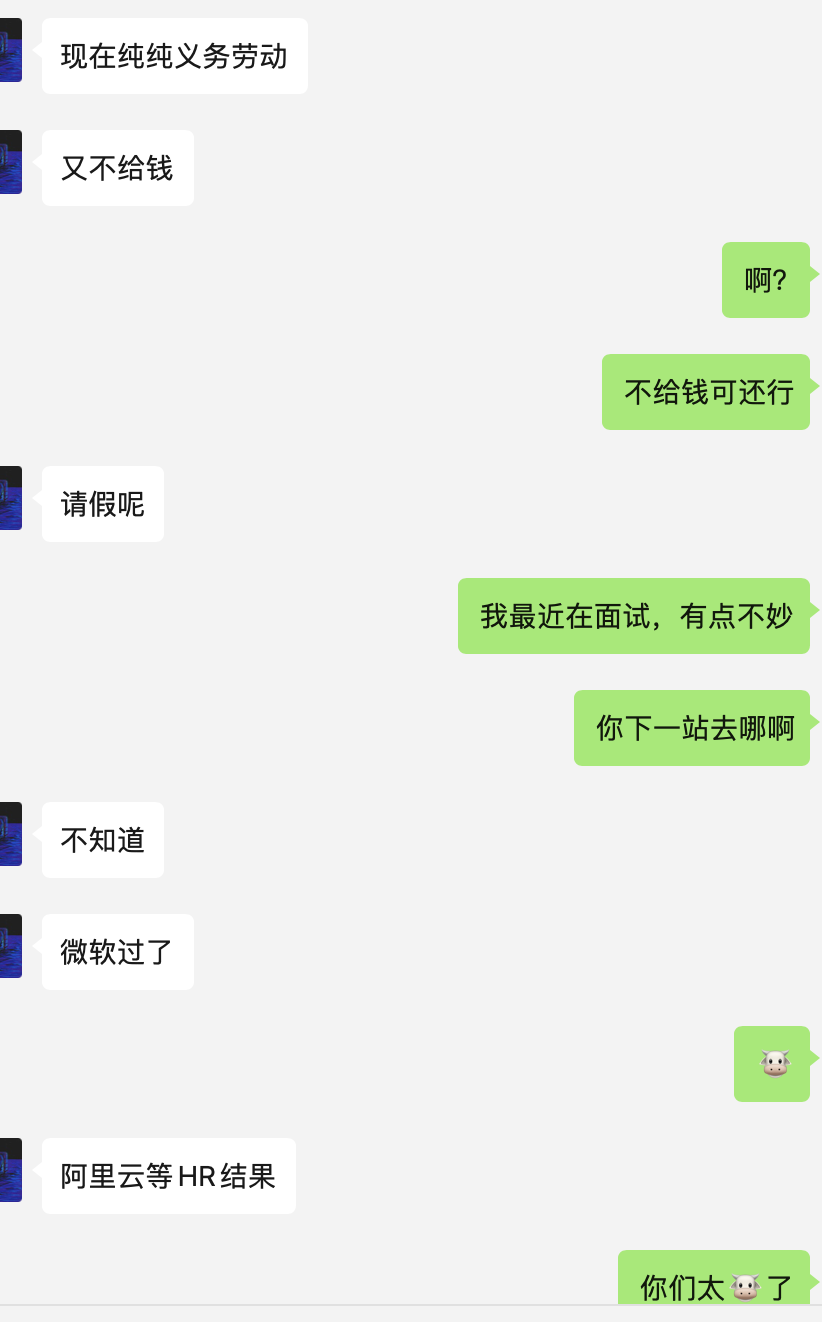 现在纯纯义务劳动
又不给钱
啊?
不给钱可还行
请假呢
我最近在面试，有点不妙
你下一站去哪啊
不知道
微软过了
🐮
阿里云等HR结果
你们太🐮了